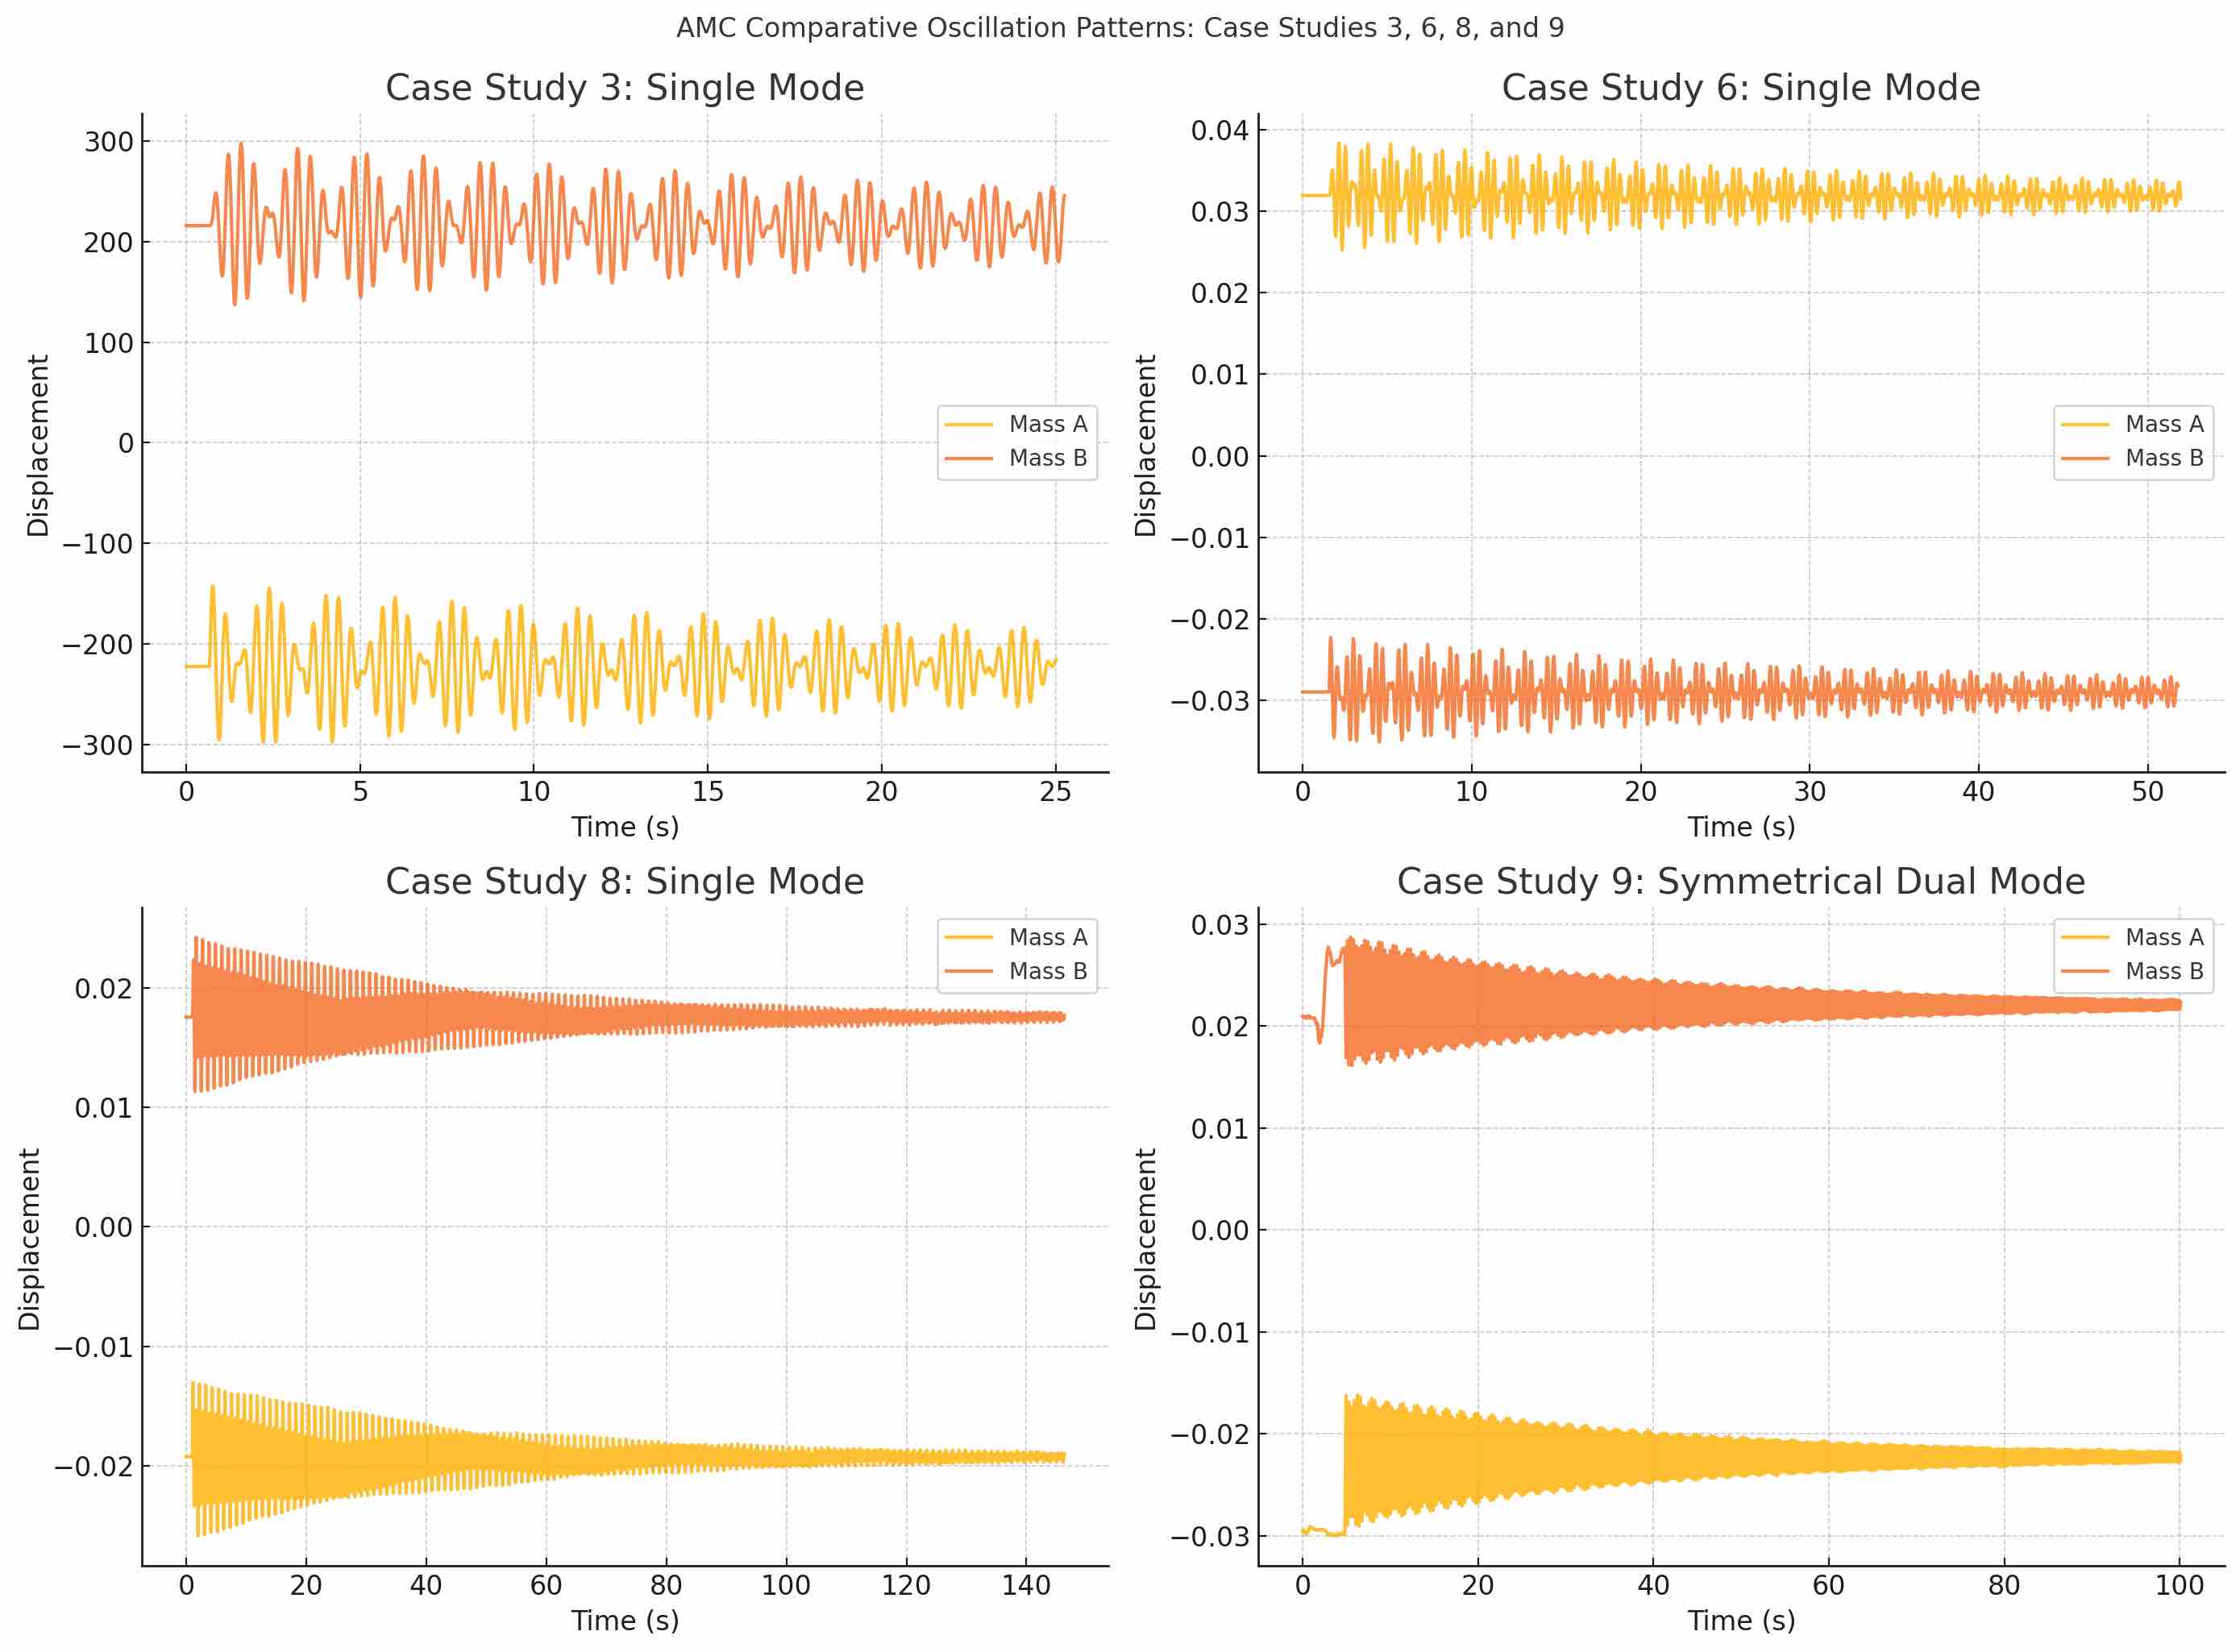 AMC Comparative Oscillation Patterns: Case Studies 3, 6, 8, and 9
Case Study 3: Single Mode
300
200
100
0
−100
−200
−300
Displacement
Mass A
Mass B
0 5 10 15 20 25
Time (s)
Case Study 6: Single Mode
0.04
0.03
0.02
0.01
0.00
−0.01
−0.02
−0.03
Displacement
Mass A
Mass B
0 10 20 30 40 50
Time (s)
Case Study 8: Single Mode
0.02
0.01
0.00
−0.01
−0.02
Displacement
Mass A
Mass B
0 20 40 60 80 100 120 140
Time (s)
Case Study 9: Symmetrical Dual Mode
0.03
0.02
0.01
0.00
−0.01
−0.02
−0.03
Displacement
Mass A
Mass B
0 20 40 60 80 100
Time (s)